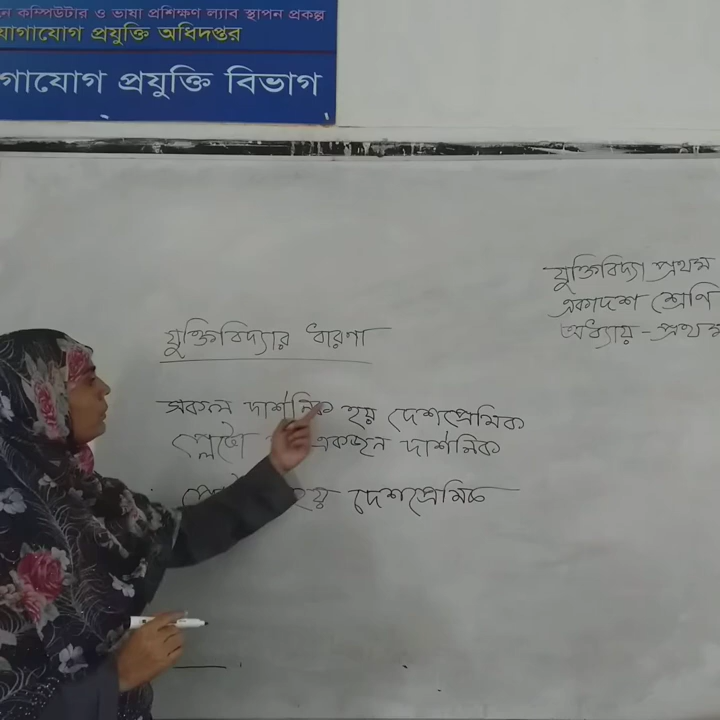 নে কম্পিউটার ও ভাষা প্রশিক্ষণ ল্যাব স্থাপন প্রকল্প
যাগাযোগ প্রযুক্তি অধিদপ্তর
গাযোগ প্রযুক্তি বিভাগ
যুক্তিবিদ্যা প্রথম
একাদশ শ্রেণি
অধ্যায় - প্রথম
যুক্তিবিদ্যার ধারণা
সকল দার্শনিক হয় দেশপ্রেমিক
প্লেটো একজন দার্শনিক
হয় দেশপ্রেমিক